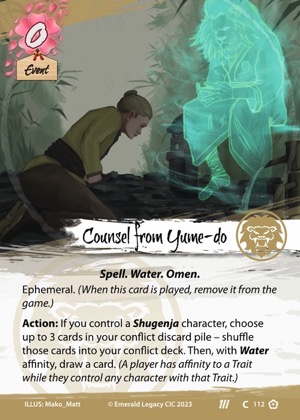 0
Event
Counsel from Yume-do
Spell. Water. Omen.
Ephemeral. (When this card is played, remove it from the
game.)
Action: If you control a Shugenja character, choose
up to 3 cards in your conflict discard pile – shuffle
those cards into your conflict deck. Then, with Water
affinity, draw a card. (A player has affinity to a Trait
while they control any character with that Trait.)
ILLUS: Mako_Matt © Emerald Legacy CIC 2023 C 112